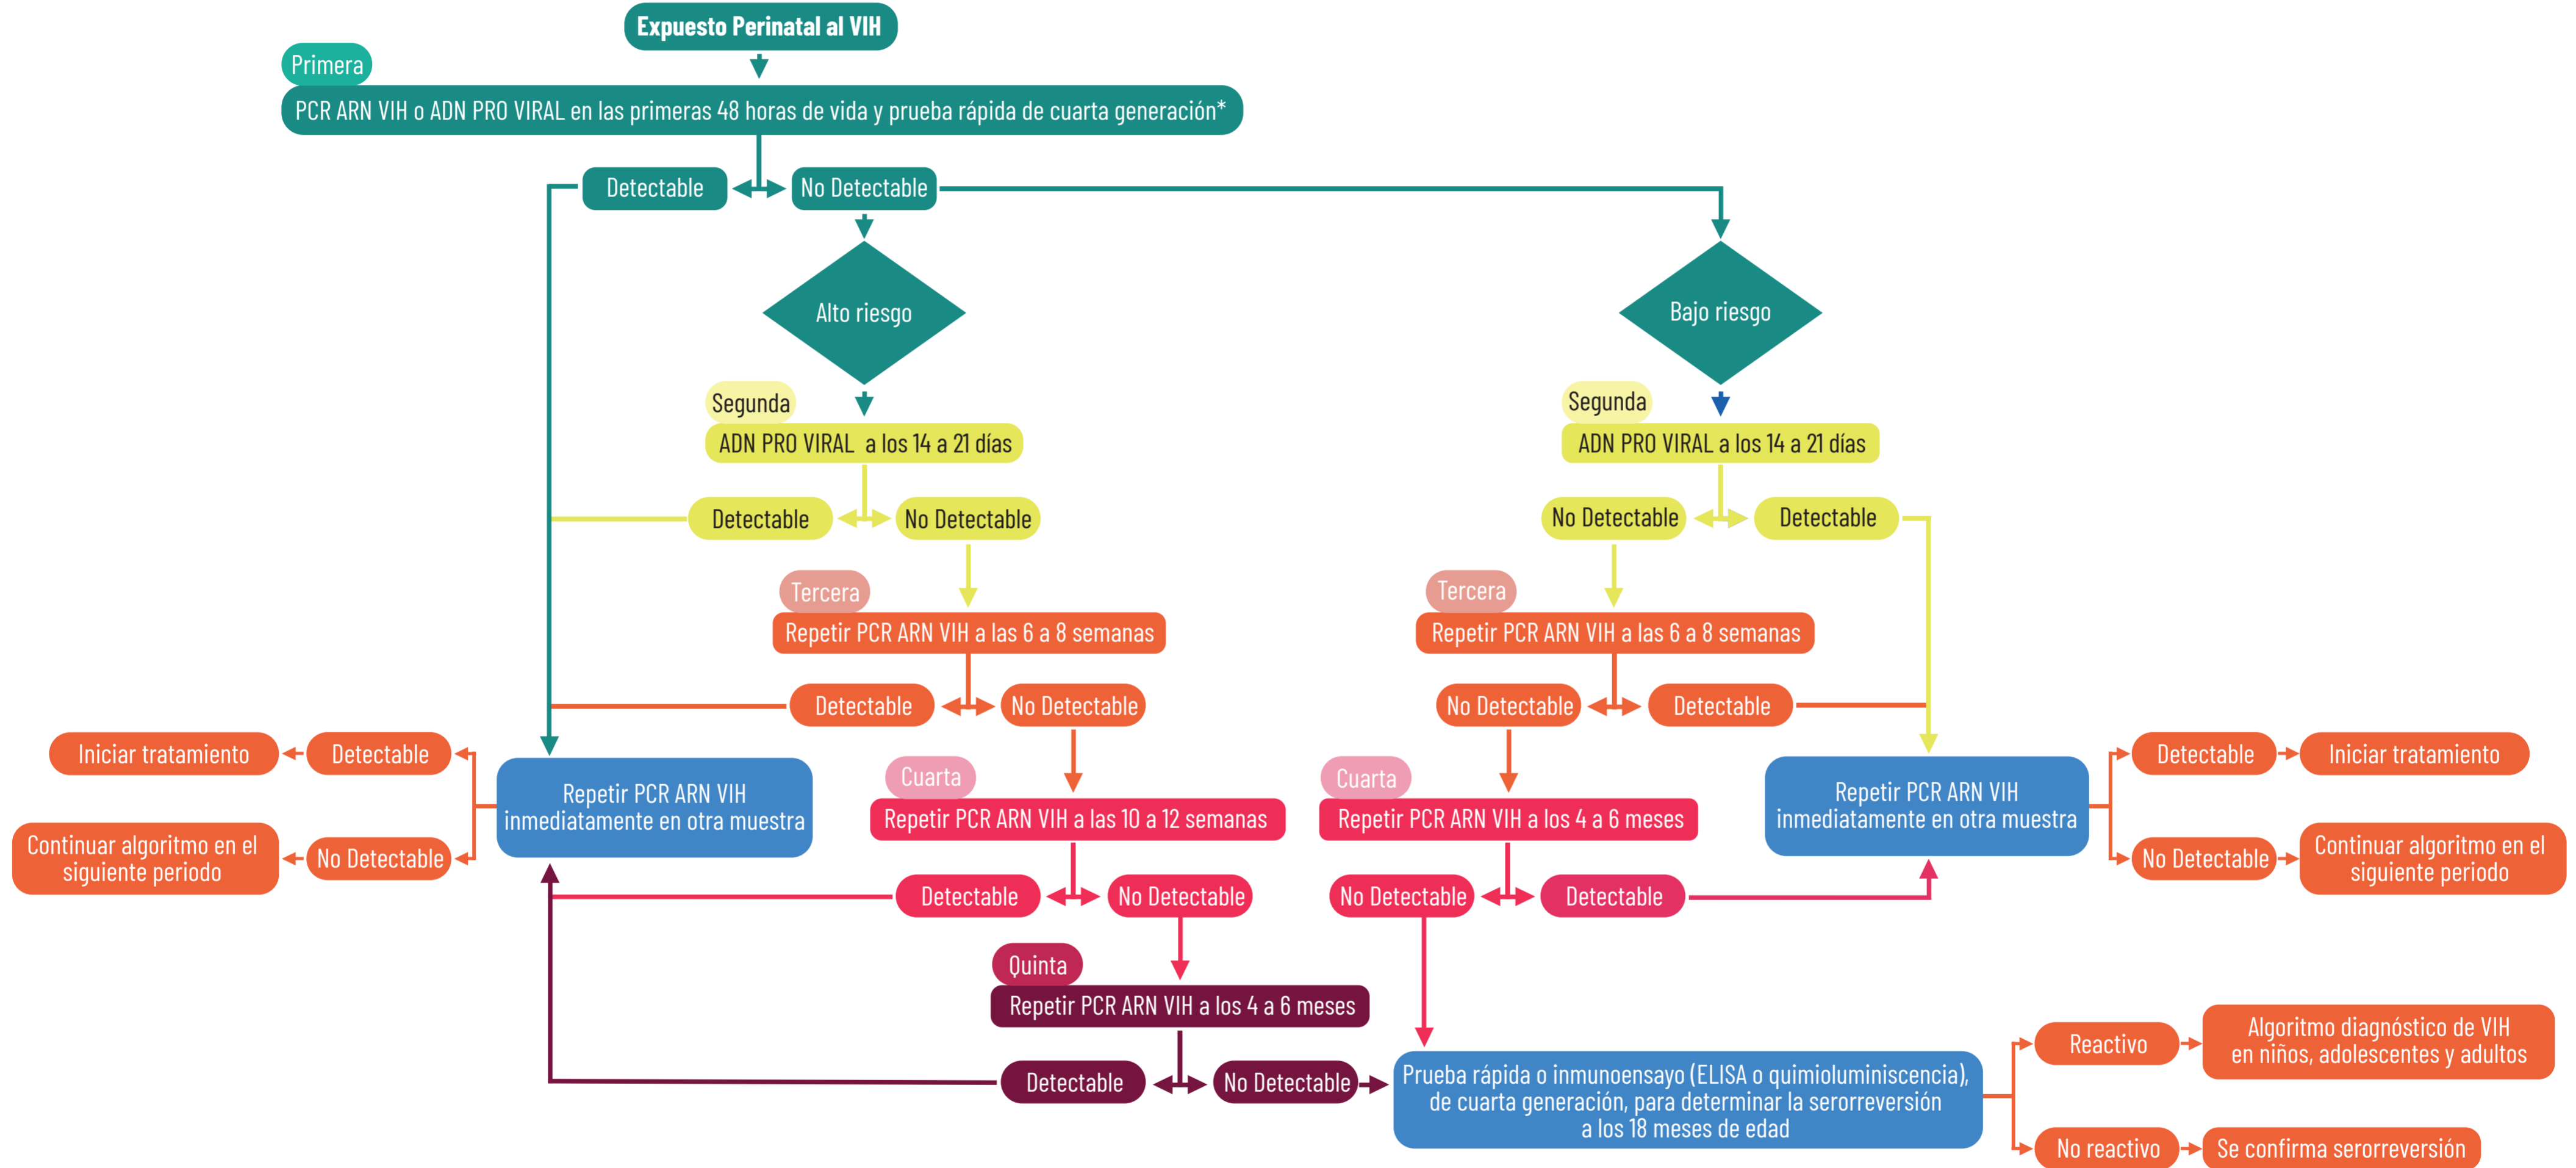 Expuesto Perinatal al VIH
Primera
PCR ARN VIH o ADN PRO VIRAL en las primeras 48 horas de vida y prueba rápida de cuarta generación*
Detectable
No Detectable
Alto riesgo
Bajo riesgo
Segunda
ADN PRO VIRAL a los 14 a 21 días
Segunda
ADN PRO VIRAL a los 14 a 21 días
Detectable
No Detectable
No Detectable
Detectable
Tercera
Repetir PCR ARN VIH a las 6 a 8 semanas
Tercera
Repetir PCR ARN VIH a las 6 a 8 semanas
Detectable
No Detectable
No Detectable
Detectable
Iniciar tratamiento
Detectable
Continuar algoritmo en el
siguiente periodo
No Detectable
Repetir PCR ARN VIH
inmediatamente en otra muestra
Cuarta
Repetir PCR ARN VIH a las 10 a 12 semanas
Cuarta
Repetir PCR ARN VIH a los 4 a 6 meses
Repetir PCR ARN VIH
inmediatamente en otra muestra
Detectable
Iniciar tratamiento
No Detectable
Continuar algoritmo en el
siguiente periodo
Detectable
No Detectable
No Detectable
Detectable
Quinta
Repetir PCR ARN VIH a los 4 a 6 meses
Detectable
No Detectable
Prueba rápida o inmunoensayo (ELISA o quimioluminiscencia),
de cuarta generación, para determinar la serorreversión
a los 18 meses de edad
Reactivo
Algoritmo diagnóstico de VIH
en niños, adolescentes y adultos
No reactivo
Se confirma serorreversión